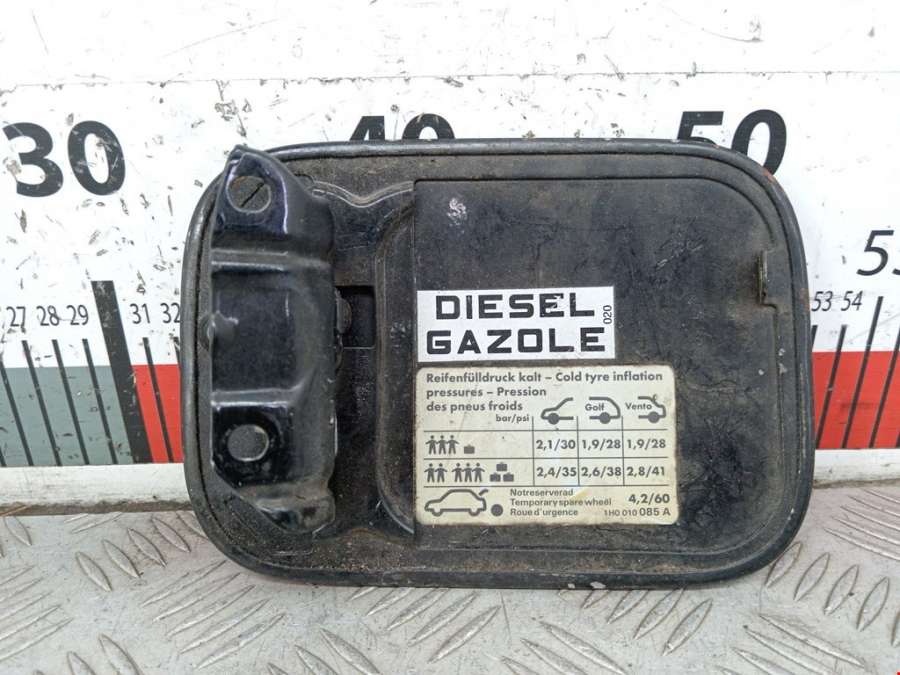 30 40 50
27 28 29 31 32 53 54 55
DIESEL
GAZOLE
020
Reifenfülldruck kalt – Cold tyre inflation
pressures – Pression
des pneus froids
bar/psi Golf Vento
2,1/30 1,9/28 1,9/28
2,4/35 2,6/38 2,8/41
Notreserverad
Temporary spare wheel 4,2/60
Roue d'urgence 1H0 010 085 A